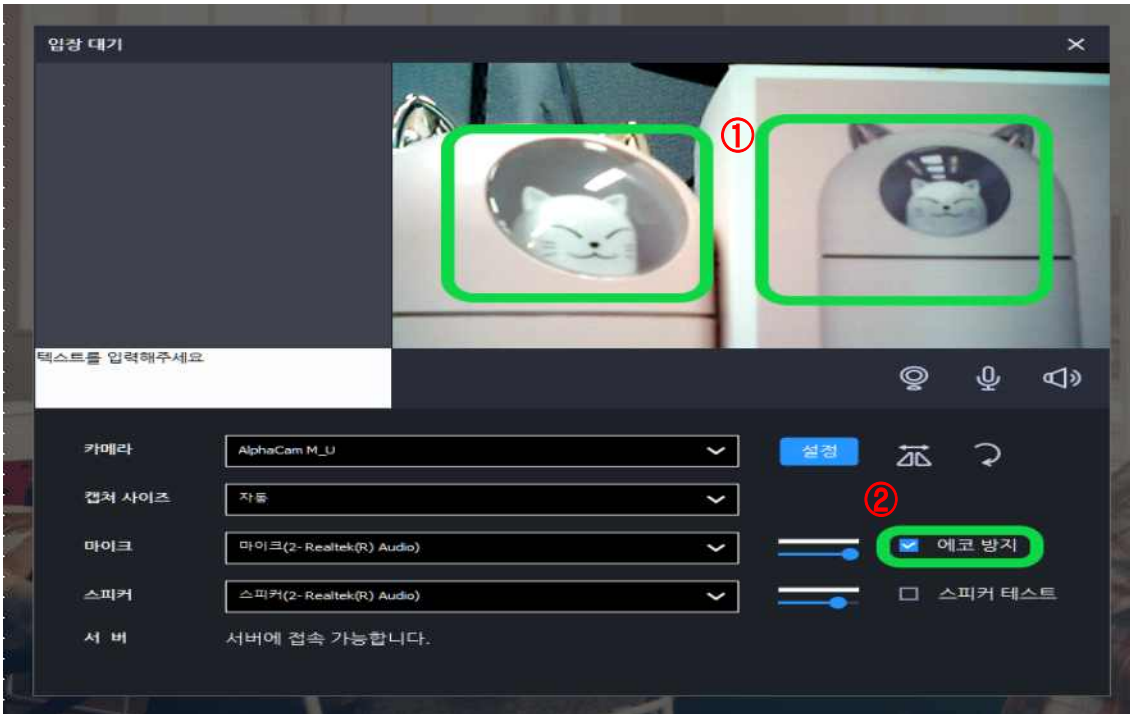 입장 대기
①
텍스트를 입력해주세요
카메라 AlphaCam M_U 설정
②
캡쳐 사이즈 자동
마이크 마이크(2- Realtek(R) Audio) 에코 방지
스피커 스피커(2- Realtek(R) Audio) 스피커 테스트
서 버 서버에 접속 가능합니다.